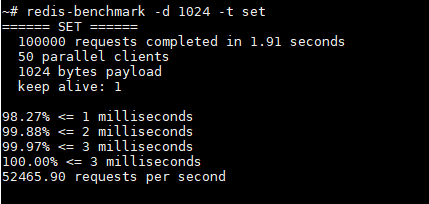 ~# redis-benchmark -d 1024 -t set
====== SET ======
  100000 requests completed in 1.91 seconds
  50 parallel clients
  1024 bytes payload
  keep alive: 1

98.27% <= 1 milliseconds
99.88% <= 2 milliseconds
99.97% <= 3 milliseconds
100.00% <= 3 milliseconds
52465.90 requests per second